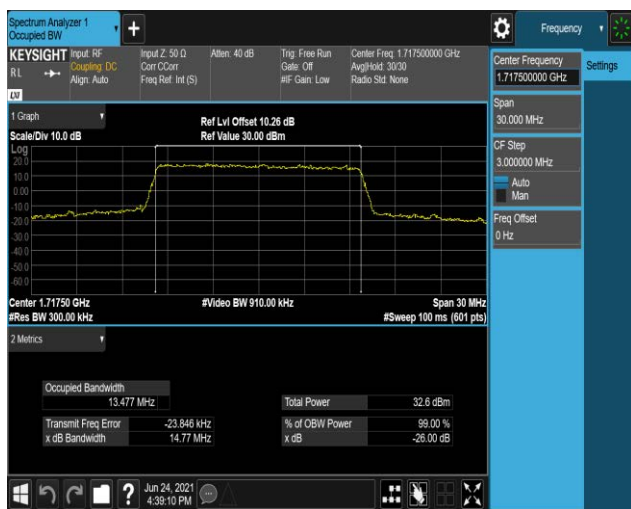 Spectrum Analyzer 1
Occupied BW
+
Frequency
KEYSIGHT
RL
LXI
Input: RF
Coupling: DC
Align: Auto
Input Z: 50 Ω
Corr CCorr
Freq Ref: Int (S)
Atten: 40 dB
Trig: Free Run
Gate: Off
#IF Gain: Low
Center Freq: 1.717500000 GHz
Avg|Hold: 30/30
Radio Std: None
Center Frequency
1.717500000 GHz
Settings
Span
30.000 MHz
CF Step
3.000000 MHz
Auto
Man
Freq Offset
0 Hz
1 Graph
Scale/Div 10.0 dB
Ref Lvl Offset 10.26 dB
Ref Value 30.00 dBm
Log
20.0
10.0
0.00
-10.0
-20.0
-30.0
-40.0
-50.0
-60.0
Center 1.71750 GHz
#Video BW 910.00 kHz
Span 30 MHz
#Res BW 300.00 kHz
#Sweep 100 ms (601 pts)
2 Metrics
Occupied Bandwidth
13.477 MHz
Total Power 32.6 dBm
Transmit Freq Error -23.846 kHz
% of OBW Power 99.00 %
x dB Bandwidth 14.77 MHz
x dB -26.00 dB
?
Jun 24, 2021
4:39:10 PM